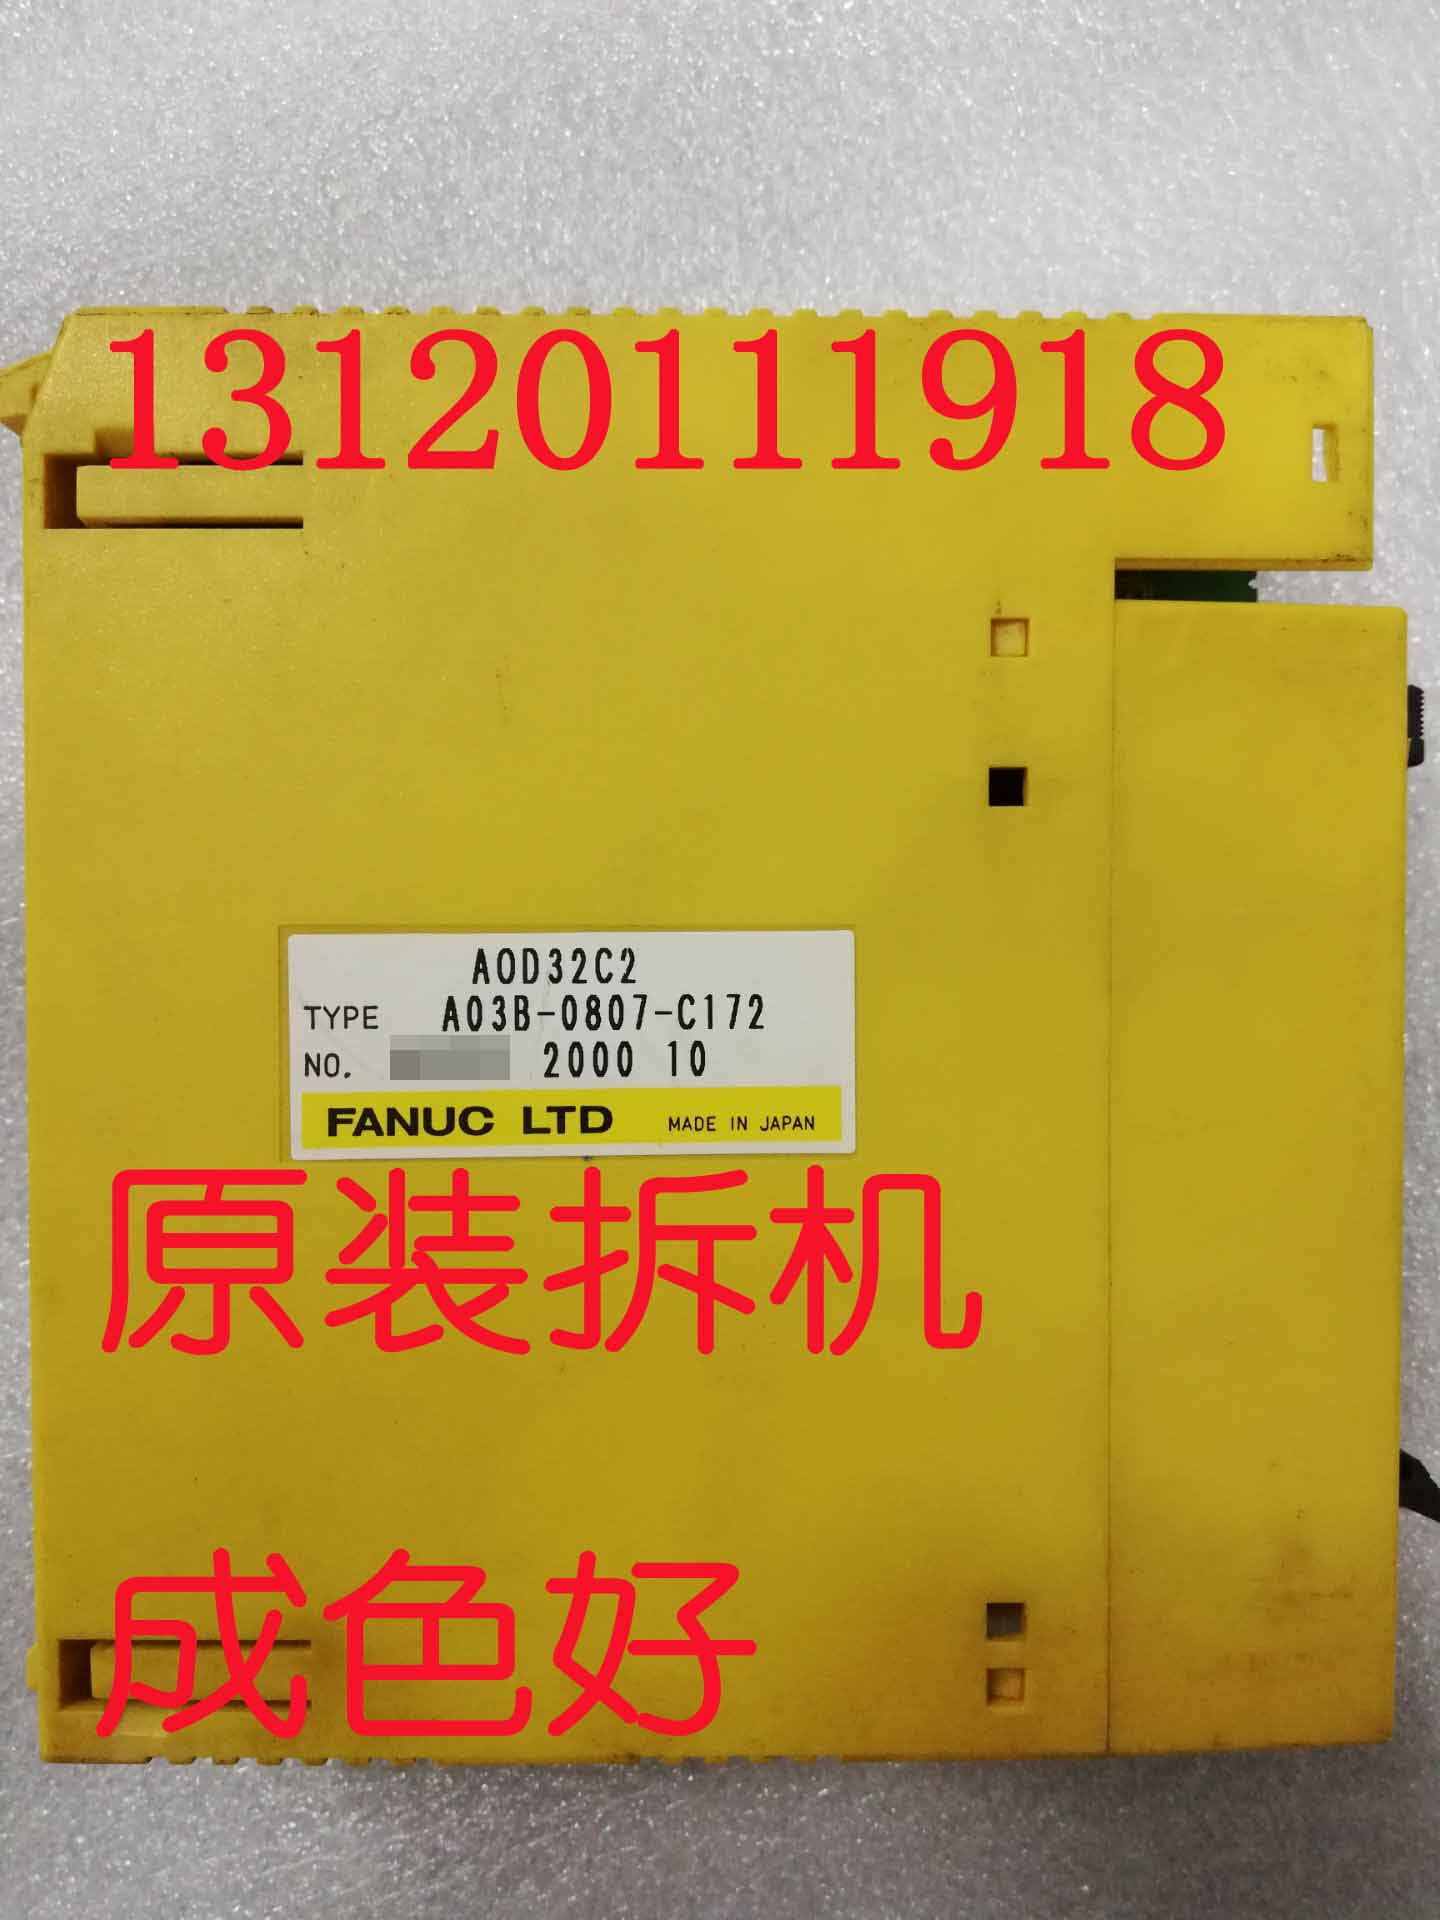 13120111918
AOD32C2
TYPE A03B-0807-C172
NO. 2000 10
FANUC LTD MADE IN JAPAN
原装拆机
成色好